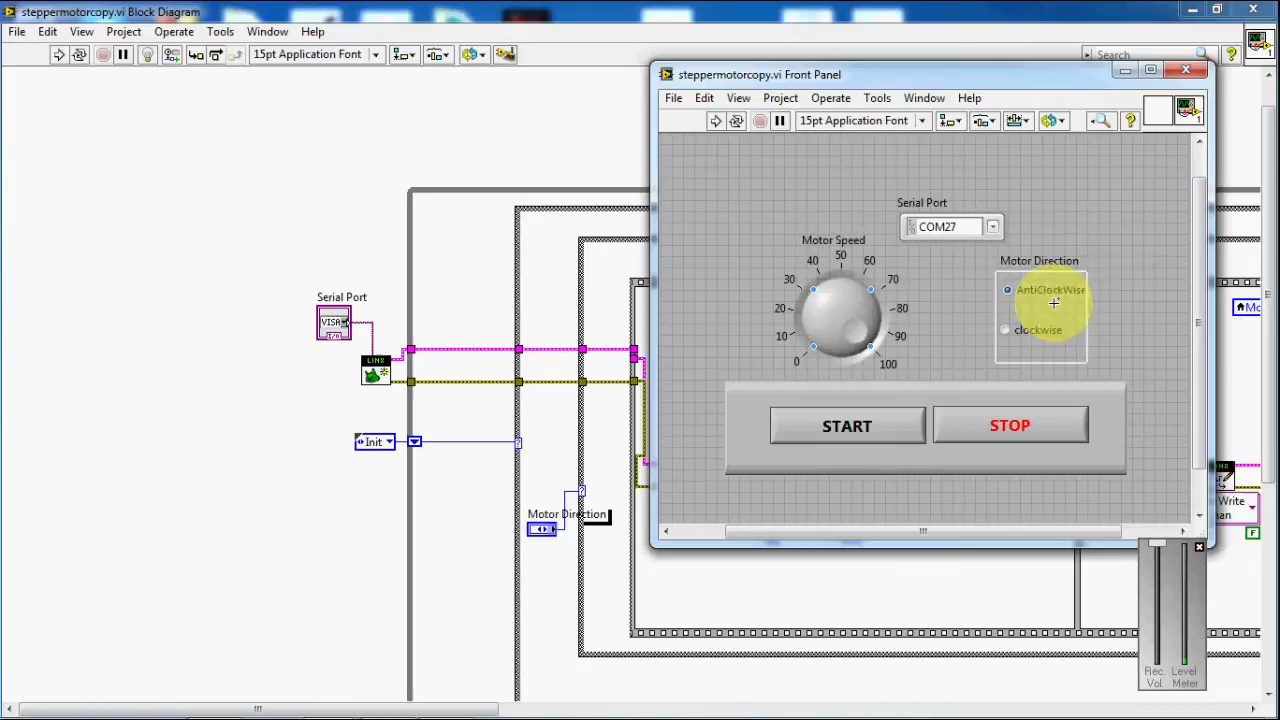 steppermotorcopy.vi Block Diagram
File Edit View Project Operate Tools Window Help
15pt Application Font
Search
1
steppermotorcopy.vi Front Panel
File Edit View Project Operate Tools Window Help
15pt Application Font
1
Serial Port
COM27
Motor Speed
0 10 20 30 40 50 60 70 80 90 100
Motor Direction
AntiClockWise
clockwise
START
STOP
Serial Port
VISA
I/O
LINX
Init
Motor Direction
Write
F
Rec. Vol.
Level Meter